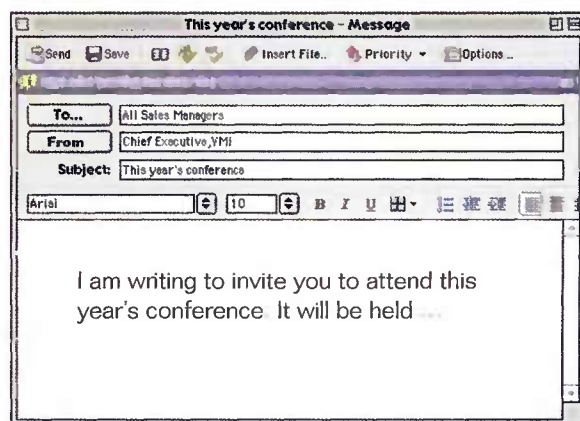 This year's conference – Message
Send Save Insert File.. Priority Options ..
To... All Sales Managers
From Chief Executive,VMI
Subject: This year's conference
Arial 10 B I U
I am writing to invite you to attend this
year's conference. It will be held ...